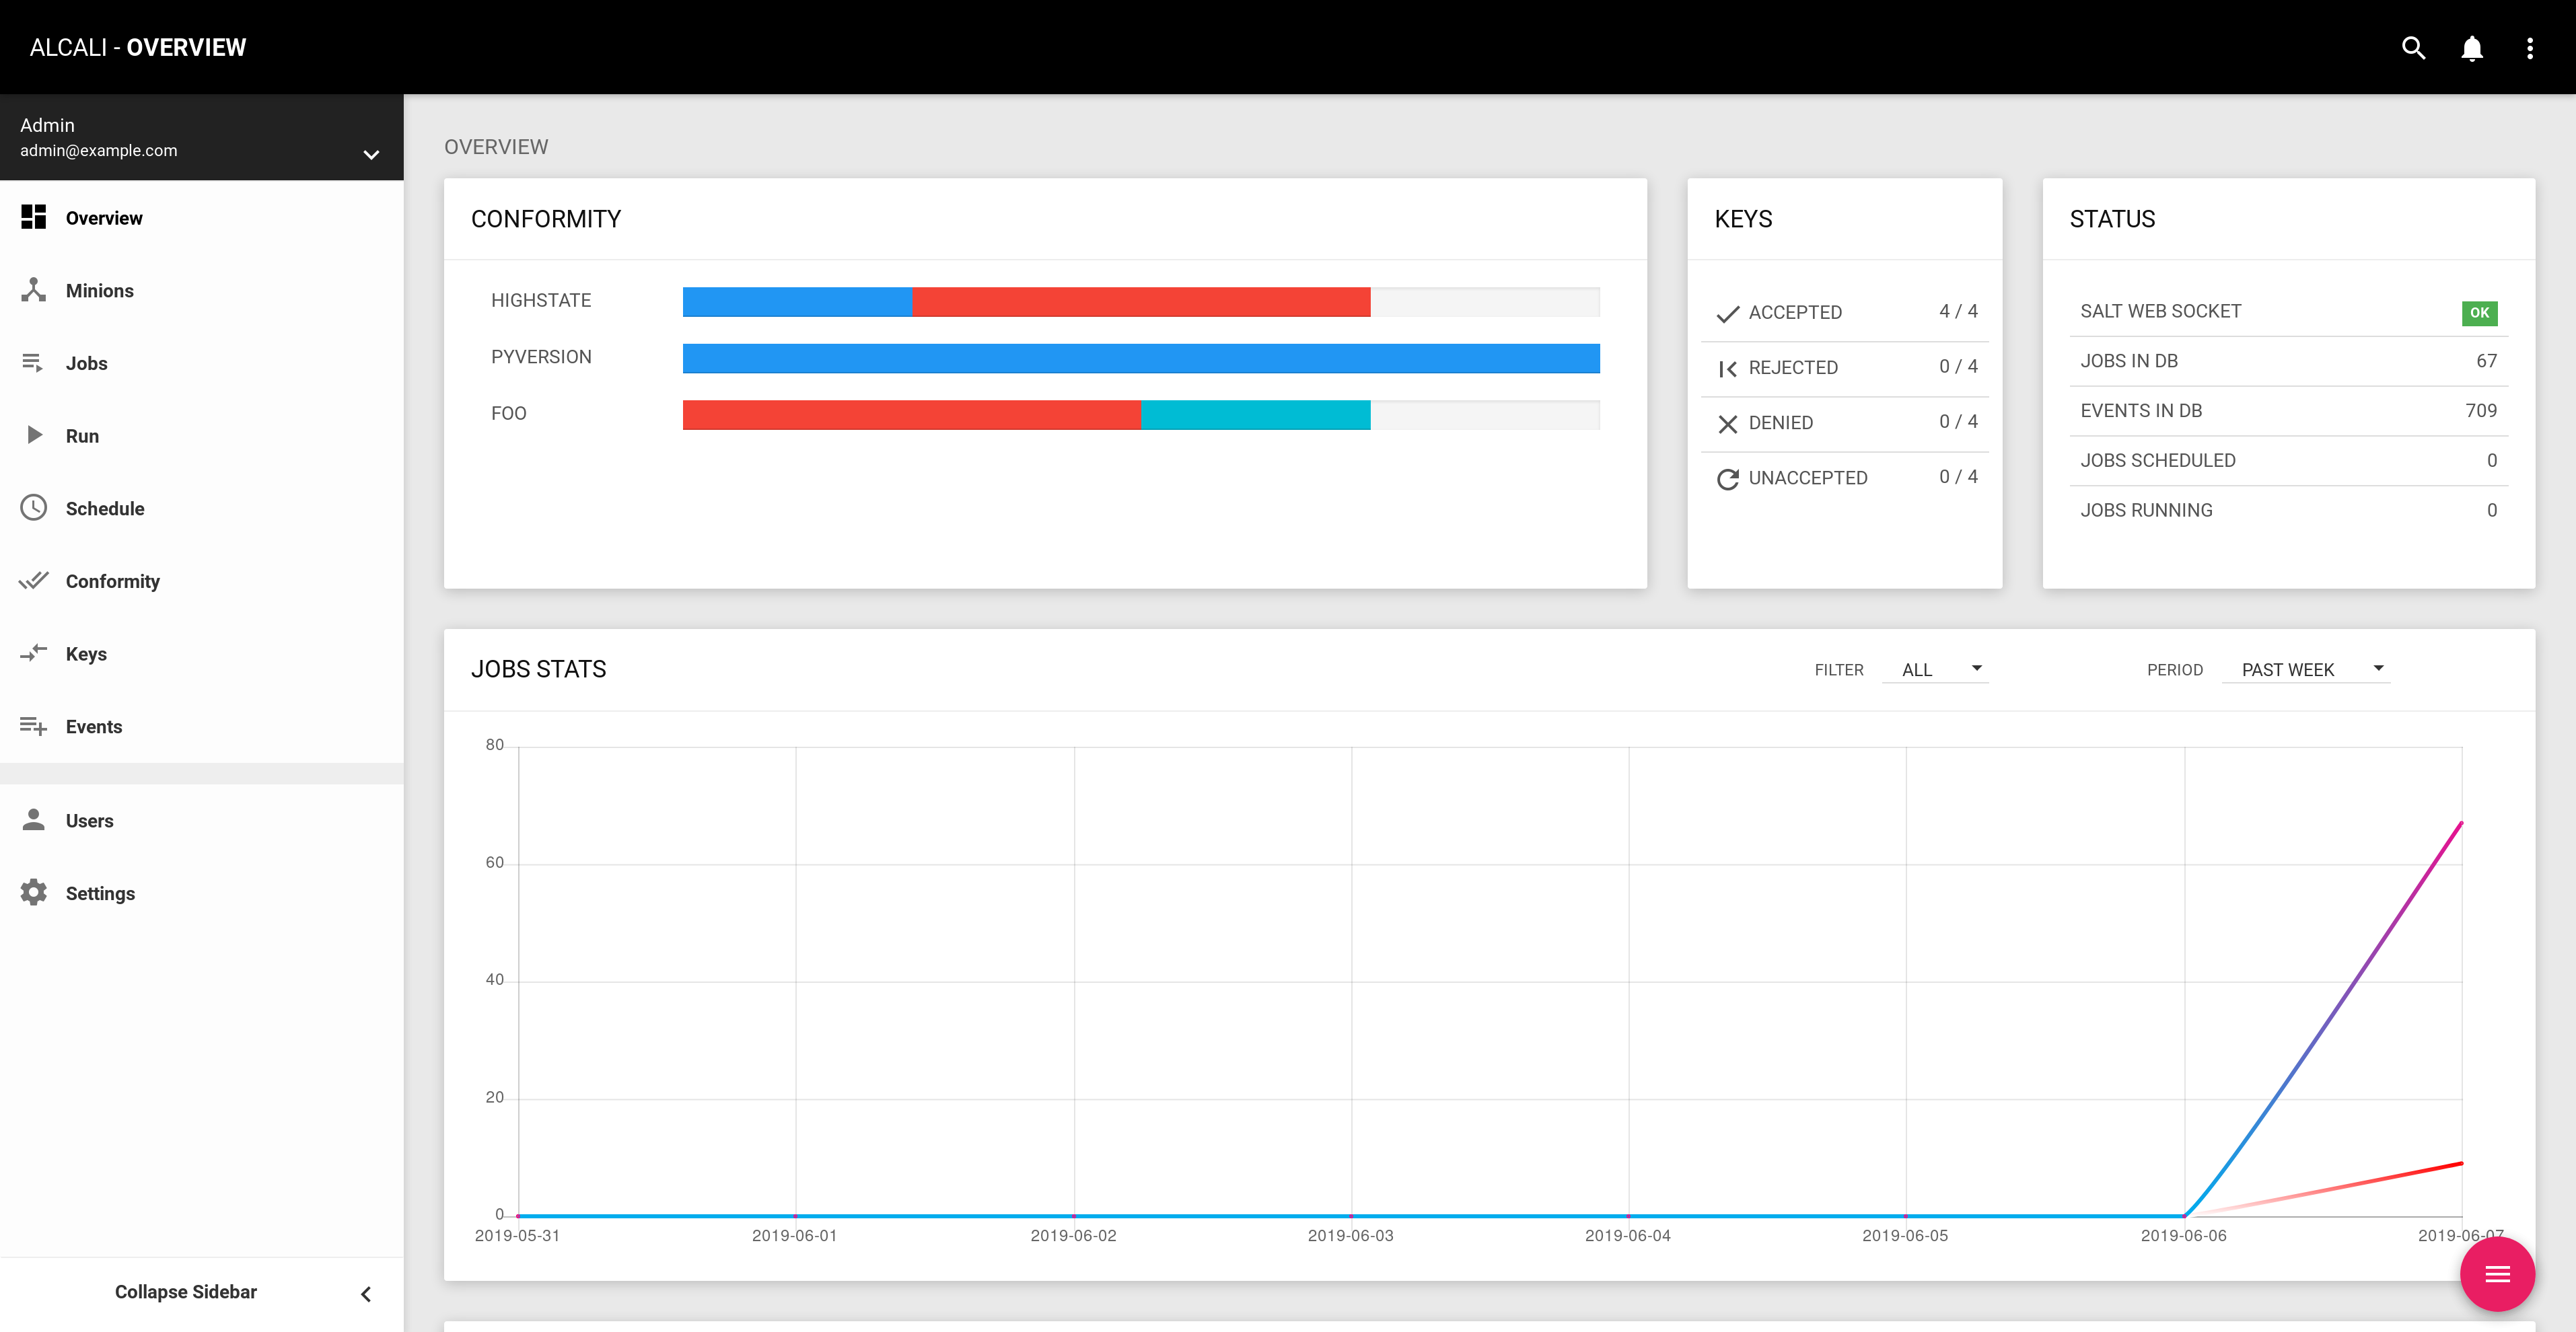 ALCALI - OVERVIEW
Admin
admin@example.com
Overview
Minions
Jobs
Run
Schedule
Conformity
Keys
Events
Users
Settings
Collapse Sidebar
OVERVIEW
CONFORMITY
HIGHSTATE
PYVERSION
FOO
KEYS
ACCEPTED 4 / 4
REJECTED 0 / 4
DENIED 0 / 4
UNACCEPTED 0 / 4
STATUS
SALT WEB SOCKET OK
JOBS IN DB 67
EVENTS IN DB 709
JOBS SCHEDULED 0
JOBS RUNNING 0
JOBS STATS FILTER ALL PERIOD PAST WEEK
80
60
40
20
0
2019-05-31 2019-06-01 2019-06-02 2019-06-03 2019-06-04 2019-06-05 2019-06-06 2019-06-07